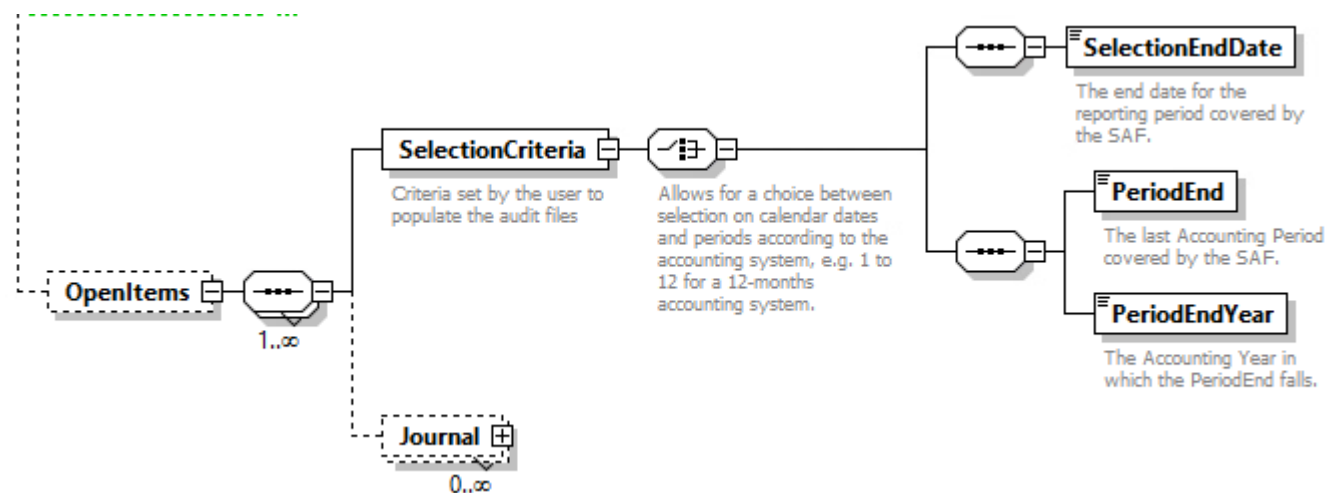 SelectionEndDate
The end date for the
reporting period covered by
the SAF.
SelectionCriteria
Criteria set by the user to
populate the audit files
Allows for a choice between
selection on calendar dates
and periods according to the
accounting system, e.g. 1 to
12 for a 12-months
accounting system.
PeriodEnd
The last Accounting Period
covered by the SAF.
OpenItems
1..∞
PeriodEndYear
The Accounting Year in
which the PeriodEnd falls.
Journal
0..∞